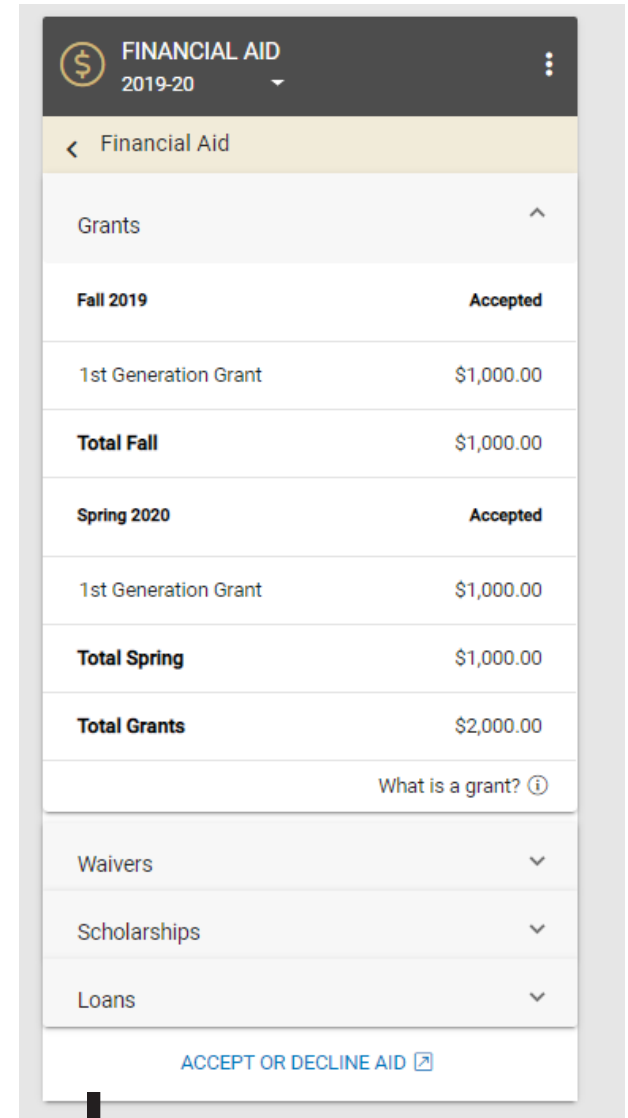 FINANCIAL AID
2019-20
Financial Aid
Grants
Fall 2019 Accepted
1st Generation Grant $1,000.00
Total Fall $1,000.00
Spring 2020 Accepted
1st Generation Grant $1,000.00
Total Spring $1,000.00
Total Grants $2,000.00
What is a grant?
Waivers
Scholarships
Loans
ACCEPT OR DECLINE AID